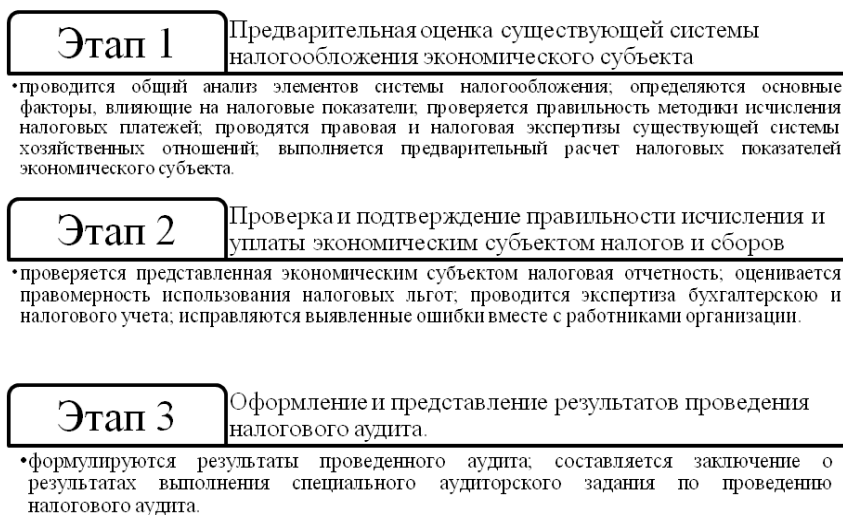 Этап 1
Предварительная оценка существующей системы
налогообложения экономического субъекта
•проводится общий анализ элементов системы налогообложения; определяются основные
факторы, влияющие на налоговые показатели; проверяется правильность методики исчисления
налоговых платежей; проводятся правовая и налоговая экспертизы существующей системы
хозяйственных отношений; выполняется предварительный расчет налоговых показателей
экономического субъекта.
Этап 2
Проверка и подтверждение правильности исчисления и
уплаты экономическим субъектом налогов и сборов
•проверяется представленная экономическим субъектом налоговая отчетность; оценивается
правомерность использования налоговых льгот; проводится экспертиза бухгалтерскою и
налогового учета; исправляются выявленные ошибки вместе с работниками организации.
Этап 3
Оформление и представление результатов проведения
налогового аудита.
•формулируются результаты проведенного аудита; составляется заключение о
результатах выполнения специального аудиторского задания по проведению
налогового аудита.